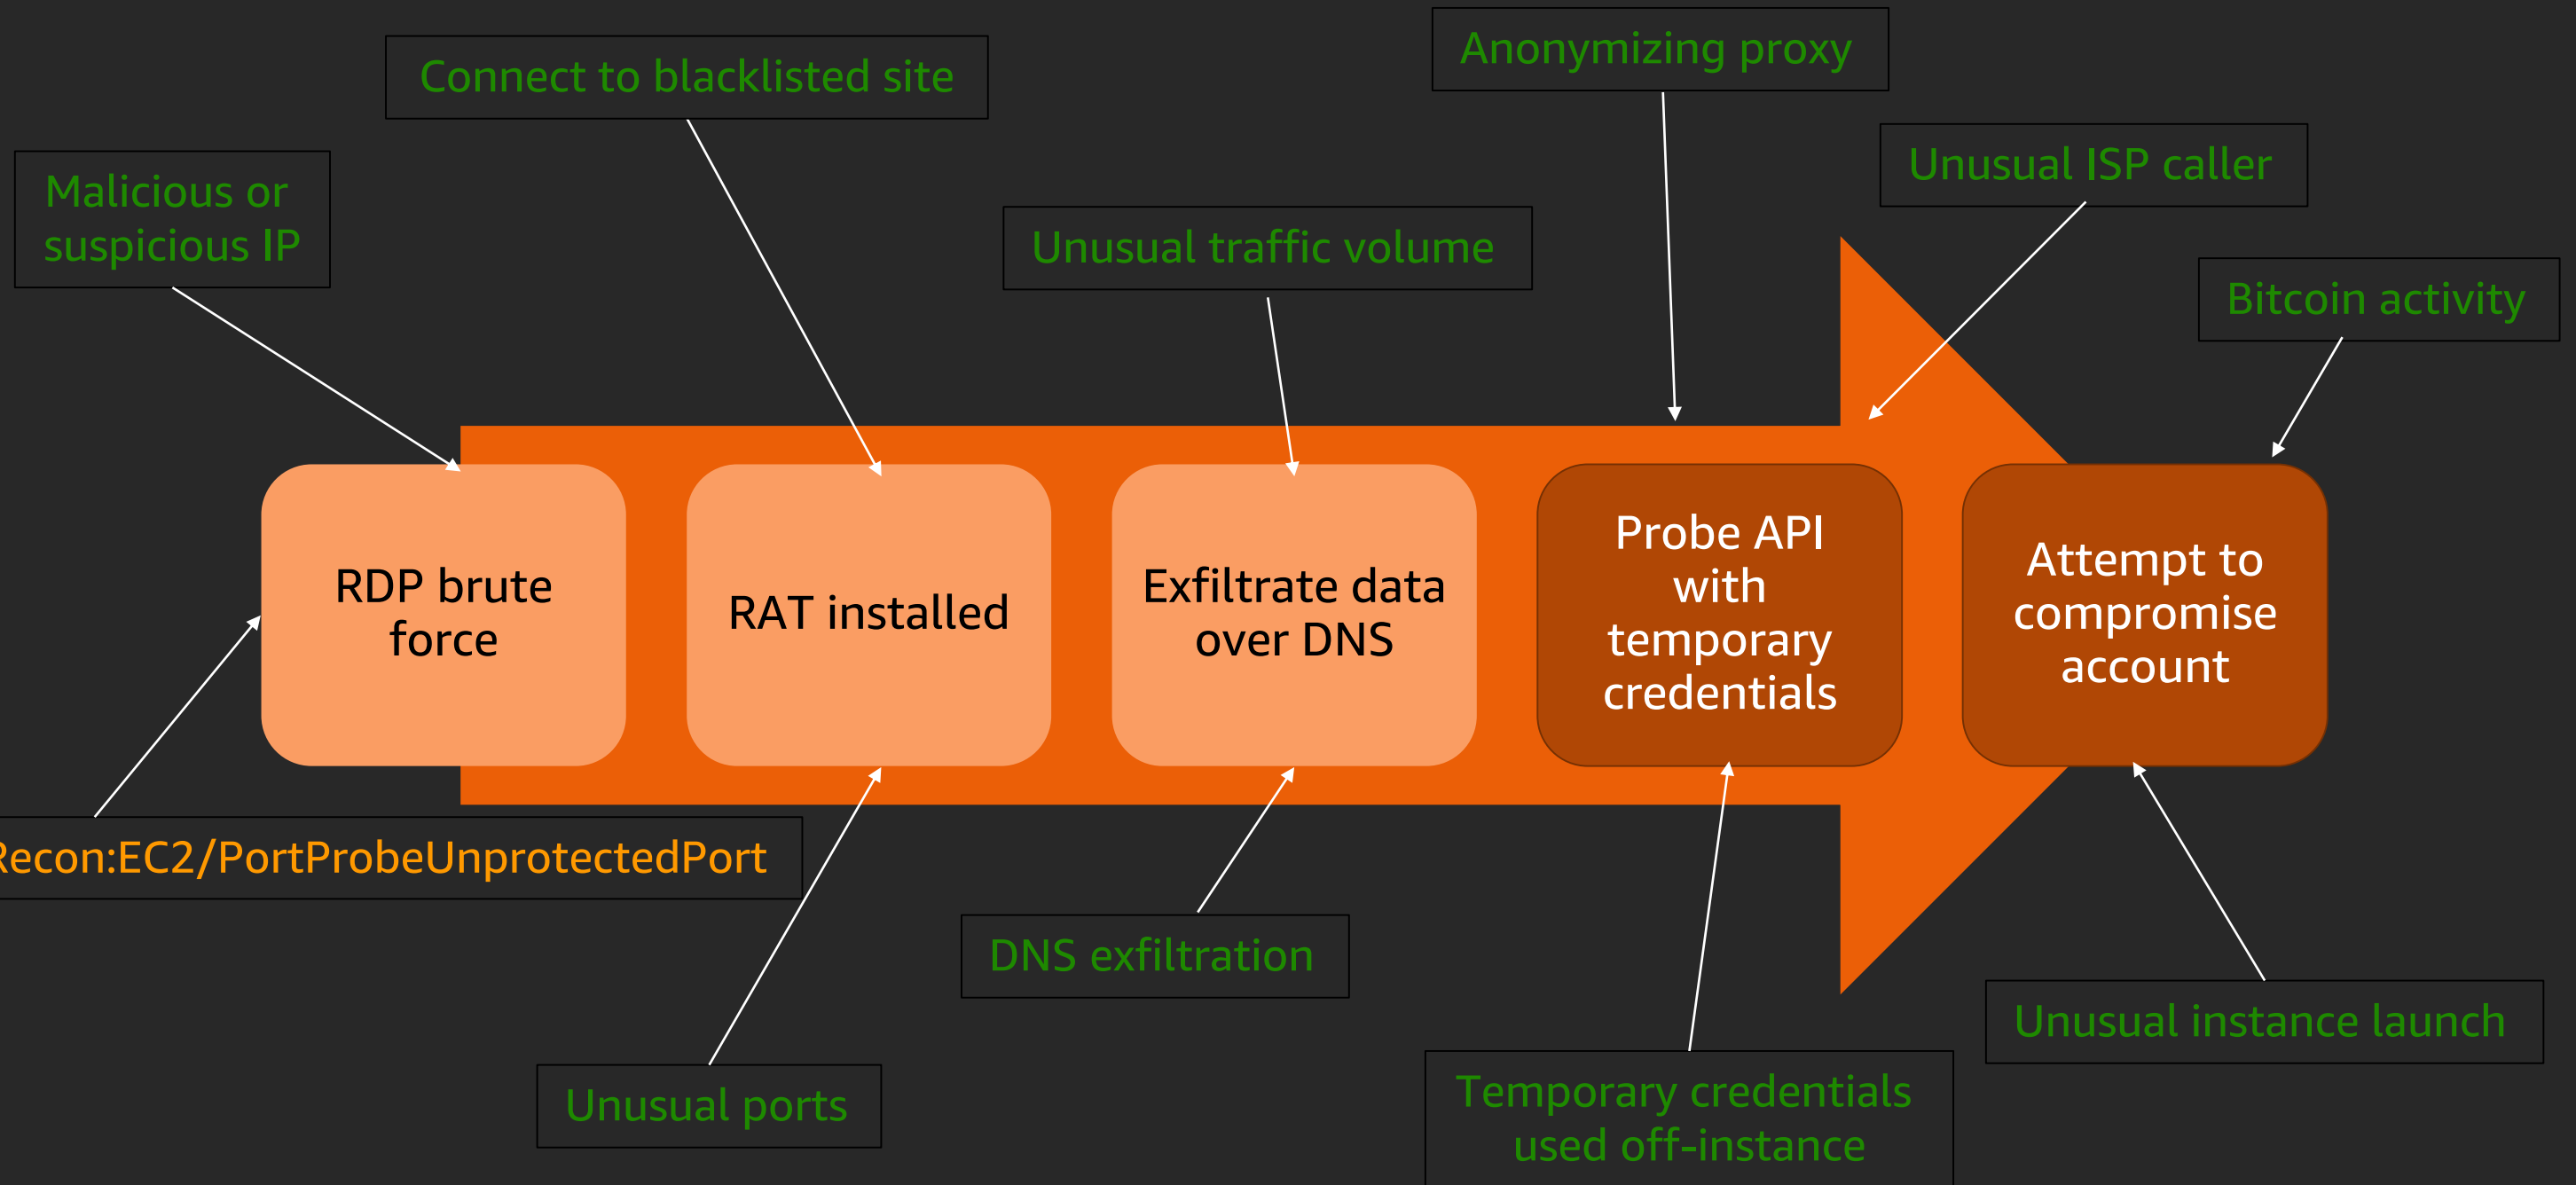 Anonymizing proxy
Connect to blacklisted site
Unusual ISP caller
Malicious or
suspicious IP
Unusual traffic volume
Bitcoin activity
RDP brute
force
RAT installed
Exfiltrate data
over DNS
Probe API
with
temporary
credentials
Attempt to
compromise
account
Recon:EC2/PortProbeUnprotectedPort
DNS exfiltration
Unusual instance launch
Unusual ports
Temporary credentials
used off-instance